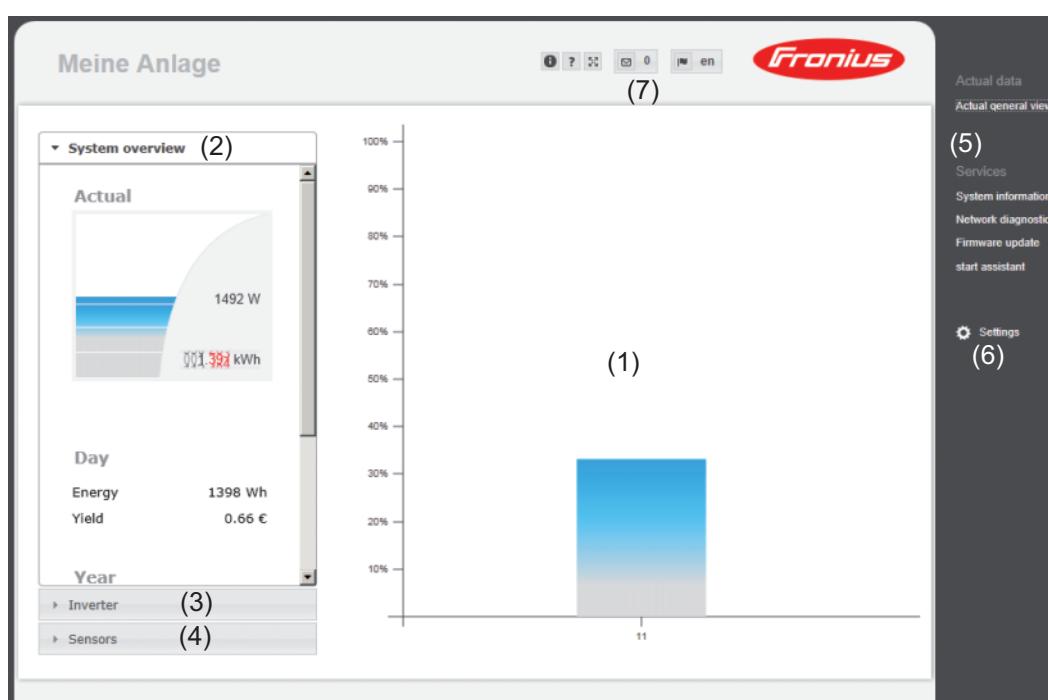 Meine Anlage
? 0 en
Fronius
(7)
System overview (2)
Actual
1492 W
kWh
Day
Energy 1398 Wh
Yield 0.66 €
Year
Inverter (3)
Sensors (4)
100%
90%
80%
70%
60%
50%
40%
30%
20%
10%
11
(1)
Actual data
Actual general view
(5)
Services
System information
Network diagnostic
Firmware update
start assistant
Settings
(6)